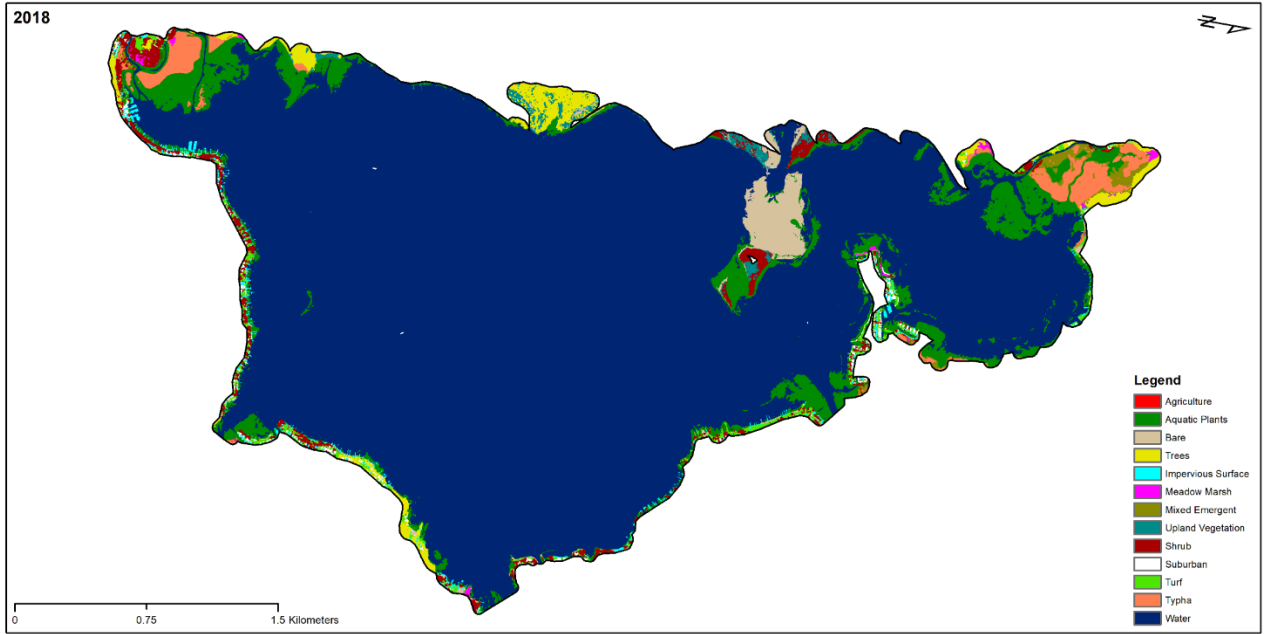 2018
N
Legend
Agriculture
Aquatic Plants
Bare
Trees
Impervious Surface
Meadow Marsh
Mixed Emergent
Upland Vegetation
Shrub
Suburban
Turf
Typha
Water
0 0.75 1.5 Kilometers